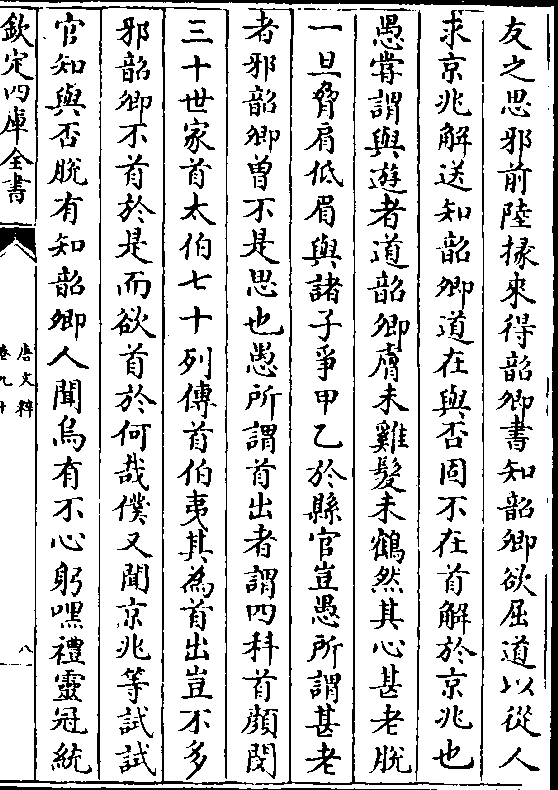 友之思邪前陸掾來得韶卿書知韶卿欲屈道以從人
求京兆解送知韶卿道在與否固不在首解於京兆也
愚嘗謂與遊者道韶卿膚未雞髮未鶴然其心甚老脱
一旦脅肩低眉與諸子爭甲乙於縣官豈愚所謂甚老
者邪韶卿曽不是思也愚所謂首出者謂四科首顔閔
三十世家首太伯七十列傳首伯夷其為首出豈不多
邪韶卿不首於是而欲首於何哉僕又聞京兆等試試
官知與否脱有知韶卿人聞烏有不心躬嘿禮靈冠統
欽定四庫全書
唐文粹
卷九十
八